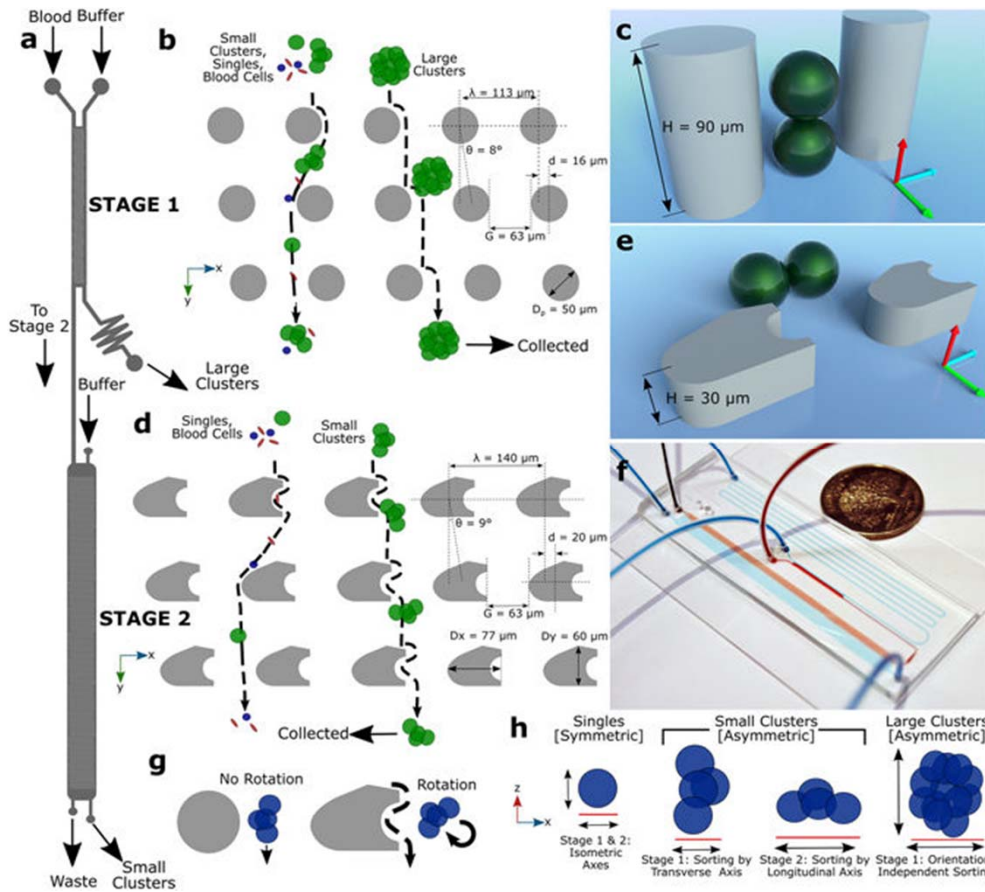 a
Blood Buffer
STAGE 1
To
Stage 2
Large
Clusters
Buffer
STAGE 2
Waste
Small
Clusters
b
Small
Clusters,
Singles,
Blood Cells
Large
Clusters
λ = 113 µm
θ = 8°
d = 16 µm
G = 63 µm
x
y
Dp = 50 µm
Collected
c
H = 90 µm
d
Singles,
Blood Cells
Small
Clusters
λ = 140 µm
θ = 9°
d = 20 µm
G = 63 µm
Dx = 77 µm
Dy = 60 µm
x
y
Collected
e
H = 30 µm
f
g
No Rotation
Rotation
h
Singles
[Symmetric]
Small Clusters
[Asymmetric]
Large Clusters
[Asymmetric]
z
x
Stage 1 & 2:
Isometric
Axes
Stage 1: Sorting by
Transverse Axis
Stage 2: Sorting by
Longitudinal Axis
Stage 1: Orientation
Independent Sorting